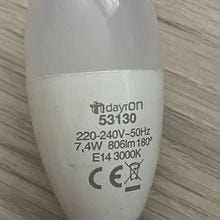 dayron
53130
220-240V~50Hz
7,4W 806lm 180°
E14 3000K
CE